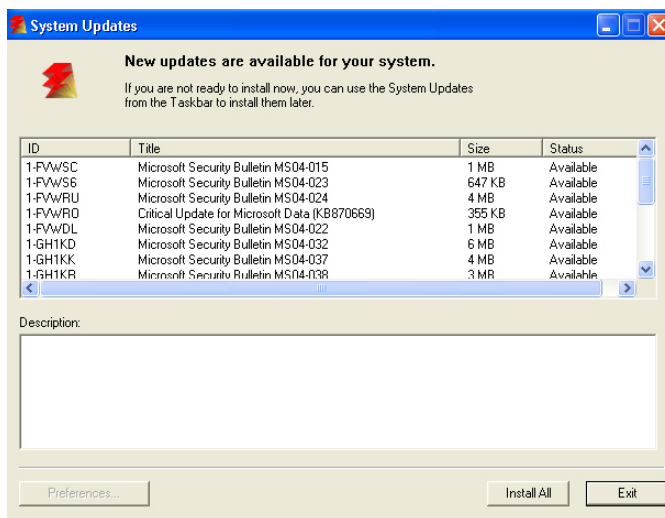 System Updates
New updates are available for your system.
If you are not ready to install now, you can use the System Updates
from the Taskbar to install them later.
ID Title Size Status
1-FVWSC Microsoft Security Bulletin MS04-015 1 MB Available
1-FVWS6 Microsoft Security Bulletin MS04-023 647 KB Available
1-FVWRU Microsoft Security Bulletin MS04-024 4 MB Available
1-FVWRO Critical Update for Microsoft Data (KB870669) 355 KB Available
1-FVWDL Microsoft Security Bulletin MS04-022 1 MB Available
1-GH1KD Microsoft Security Bulletin MS04-032 6 MB Available
1-GH1KK Microsoft Security Bulletin MS04-037 4 MB Available
1-GH1KR Microsoft Security Bulletin MS04-038 3 MB Available
Description:
Preferences... Install All Exit